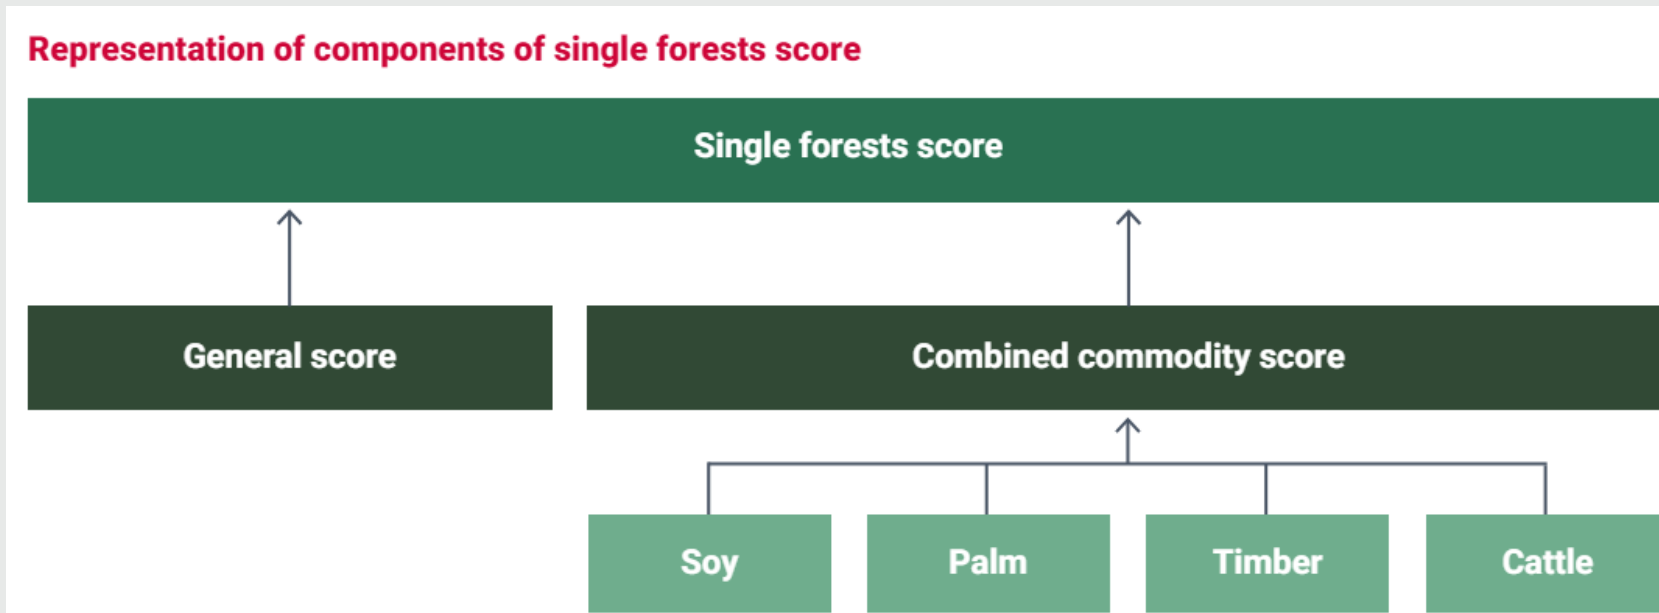 Representation of components of single forests score
Single forests score
General score
Combined commodity score
Soy
Palm
Timber
Cattle